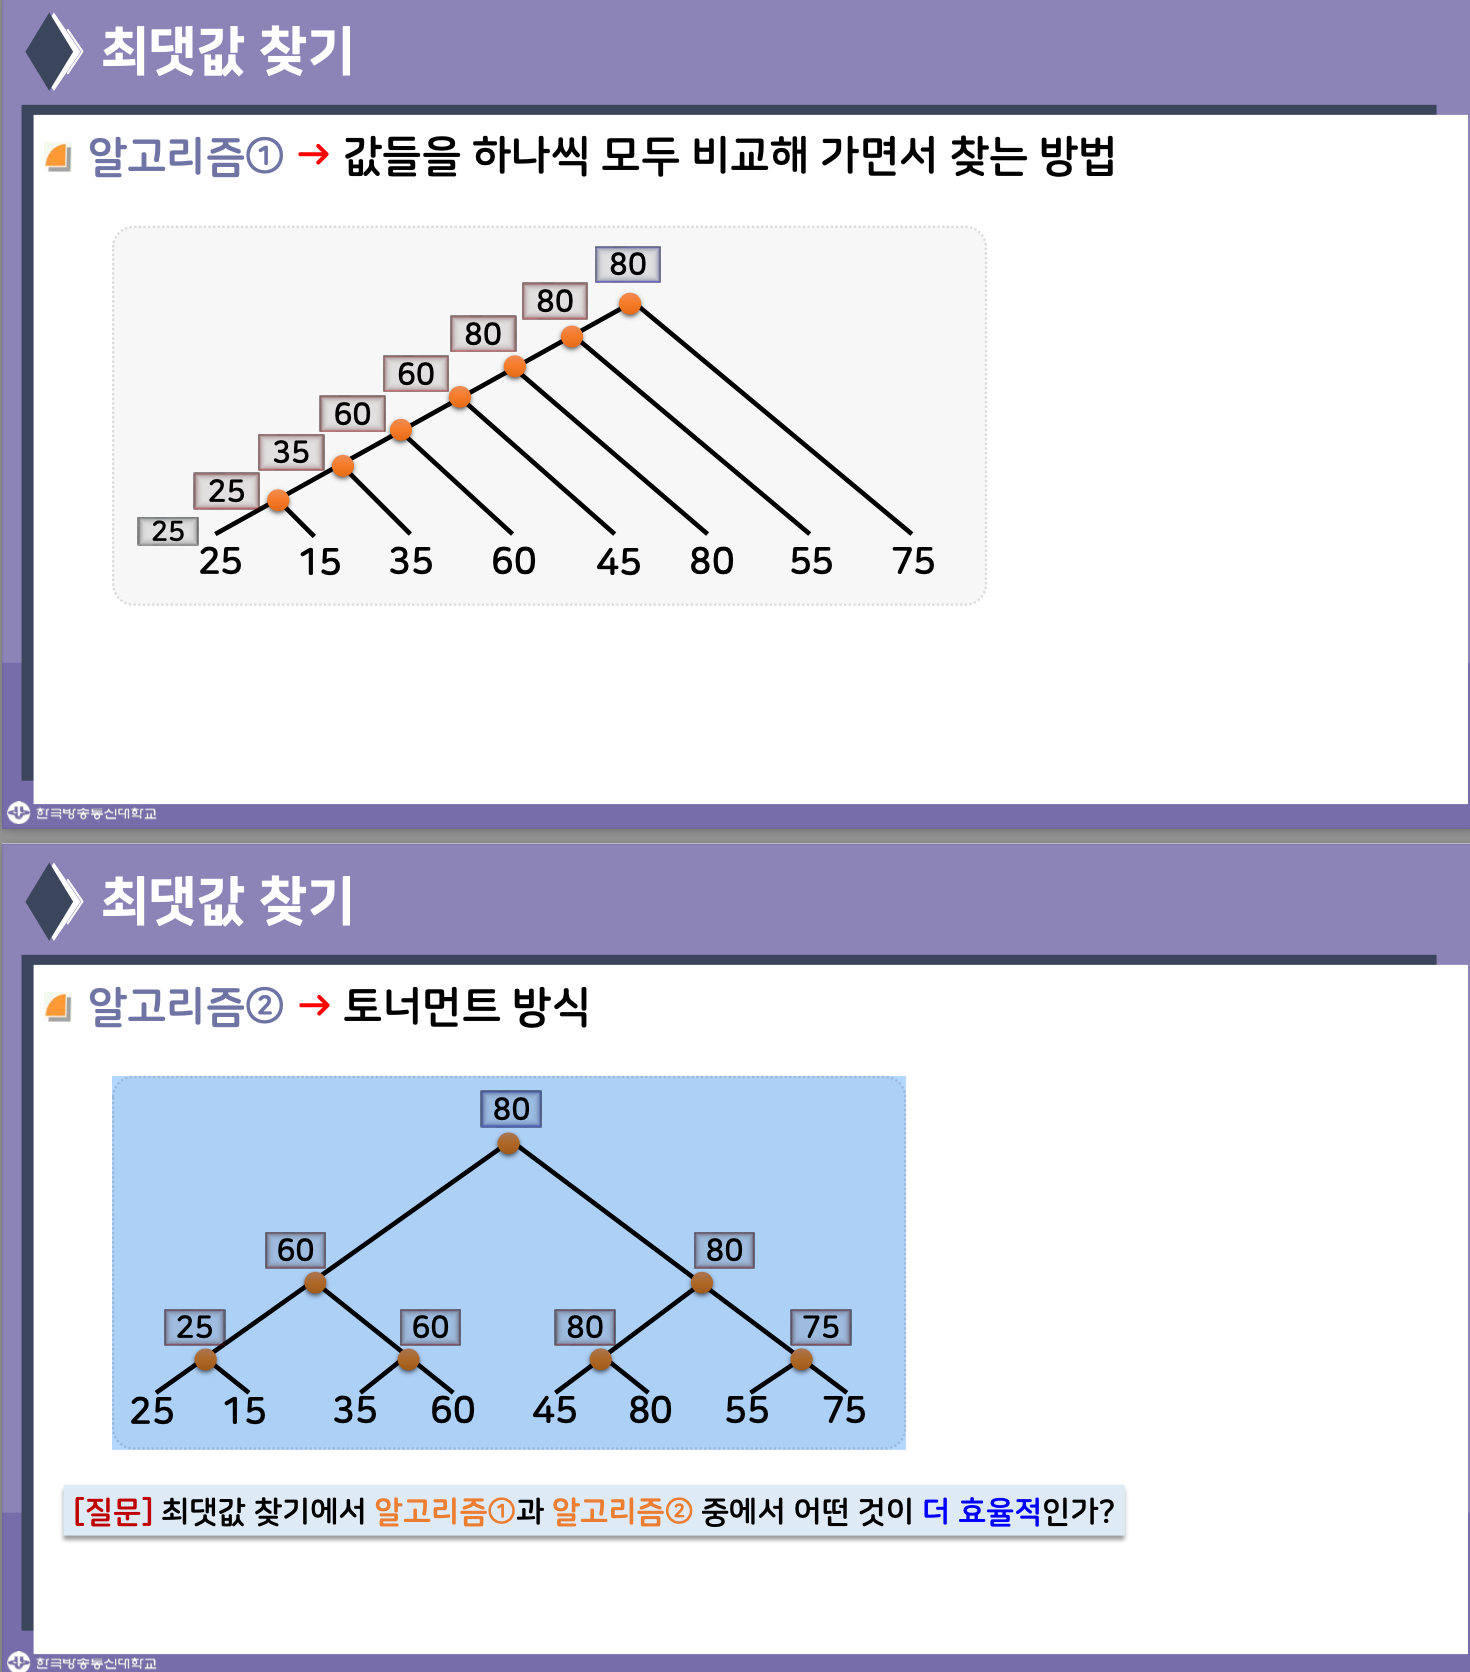 최댓값 찾기
알고리즘① → 값들을 하나씩 모두 비교해 가면서 찾는 방법
80
80
80
60
60
35
25
25
25 15 35 60 45 80 55 75
한국방송통신대학교
최댓값 찾기
알고리즘② → 토너먼트 방식
80
60 80
25 60 80 75
25 15 35 60 45 80 55 75
[질문] 최댓값 찾기에서 알고리즘①과 알고리즘② 중에서 어떤 것이 더 효율적인가?
한국방송통신대학교